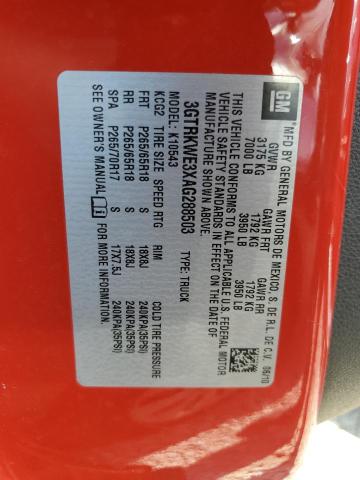 GM
MFD BY GENERAL MOTORS DE MEXICO, S. DE R.L. DE C.V. 06/10
GVWR GAWR FRT GAWR RR
3175 KG 1792 KG 1792 KG
7000 LB 3950 LB 3950 LB
THIS VEHICLE CONFORMS TO ALL APPLICABLE U.S. FEDERAL MOTOR
VEHICLE SAFETY STANDARDS IN EFFECT ON THE DATE OF
MANUFACTURE SHOWN ABOVE.
3GTRKWE3XAG288503 TYPE: TRUCK
MODEL: K10543
KCG2 TIRE SIZE SPEED RTG RIM COLD TIRE PRESSURE
FRT P265/65R18 S 18X8J 240KPA(35PSI)
RR P265/65R18 S 18X8J 240KPA(35PSI)
SPA P265/70R17 S 17X7.5J 240KPA(35PSI)
SEE OWNER'S MANUAL i